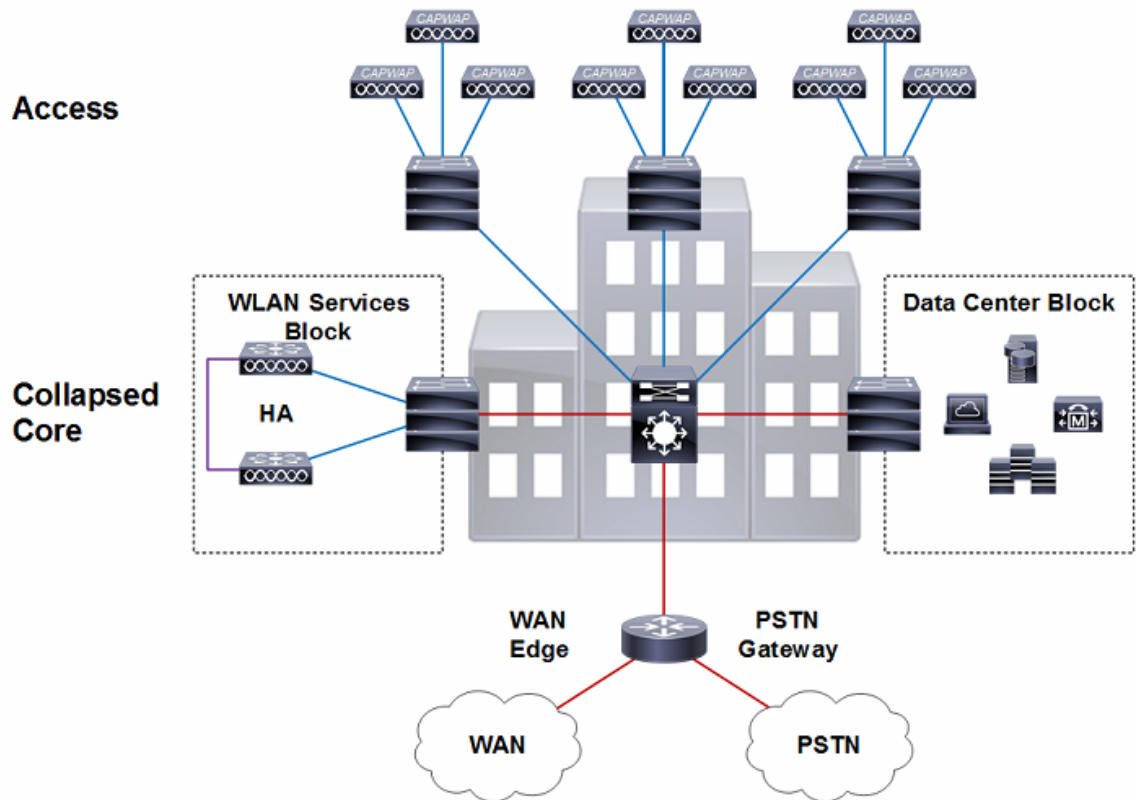 CAPWAP
CAPWAP
CAPWAP
CAPWAP
CAPWAP
CAPWAP
CAPWAP
CAPWAP
CAPWAP
Access
WLAN Services
Block
Data Center Block
Collapsed
Core
HA
M
WAN
Edge
PSTN
Gateway
WAN
PSTN